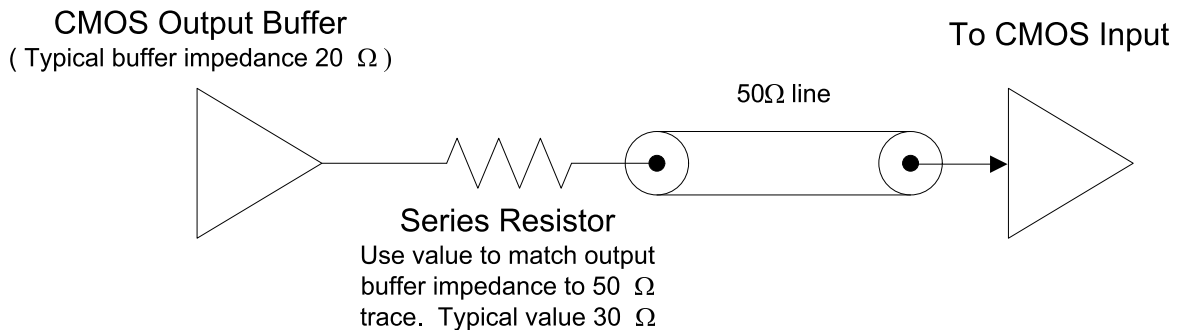 CMOS Output Buffer
( Typical buffer impedance 20 Ω )
To CMOS Input
50Ω line
Series Resistor
Use value to match output
buffer impedance to 50 Ω
trace. Typical value 30 Ω